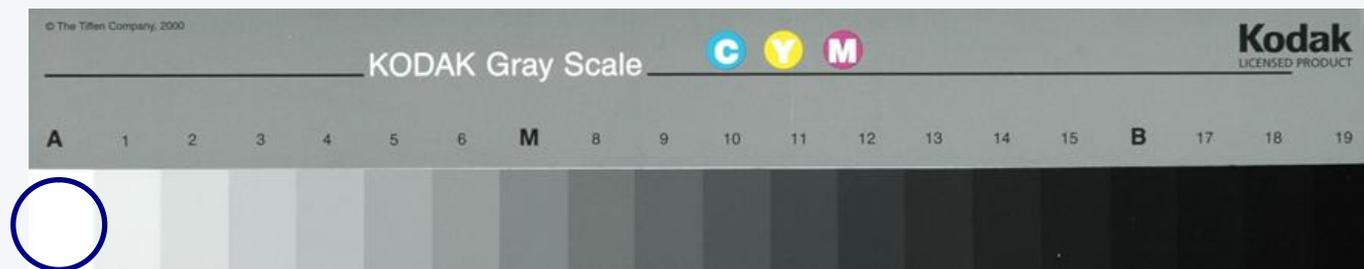 © The Tiffen Company, 2000
KODAK Gray Scale
C Y M
Kodak
LICENSED PRODUCT
A 1 2 3 4 5 6 M 8 9 10 11 12 13 14 15 B 17 18 19